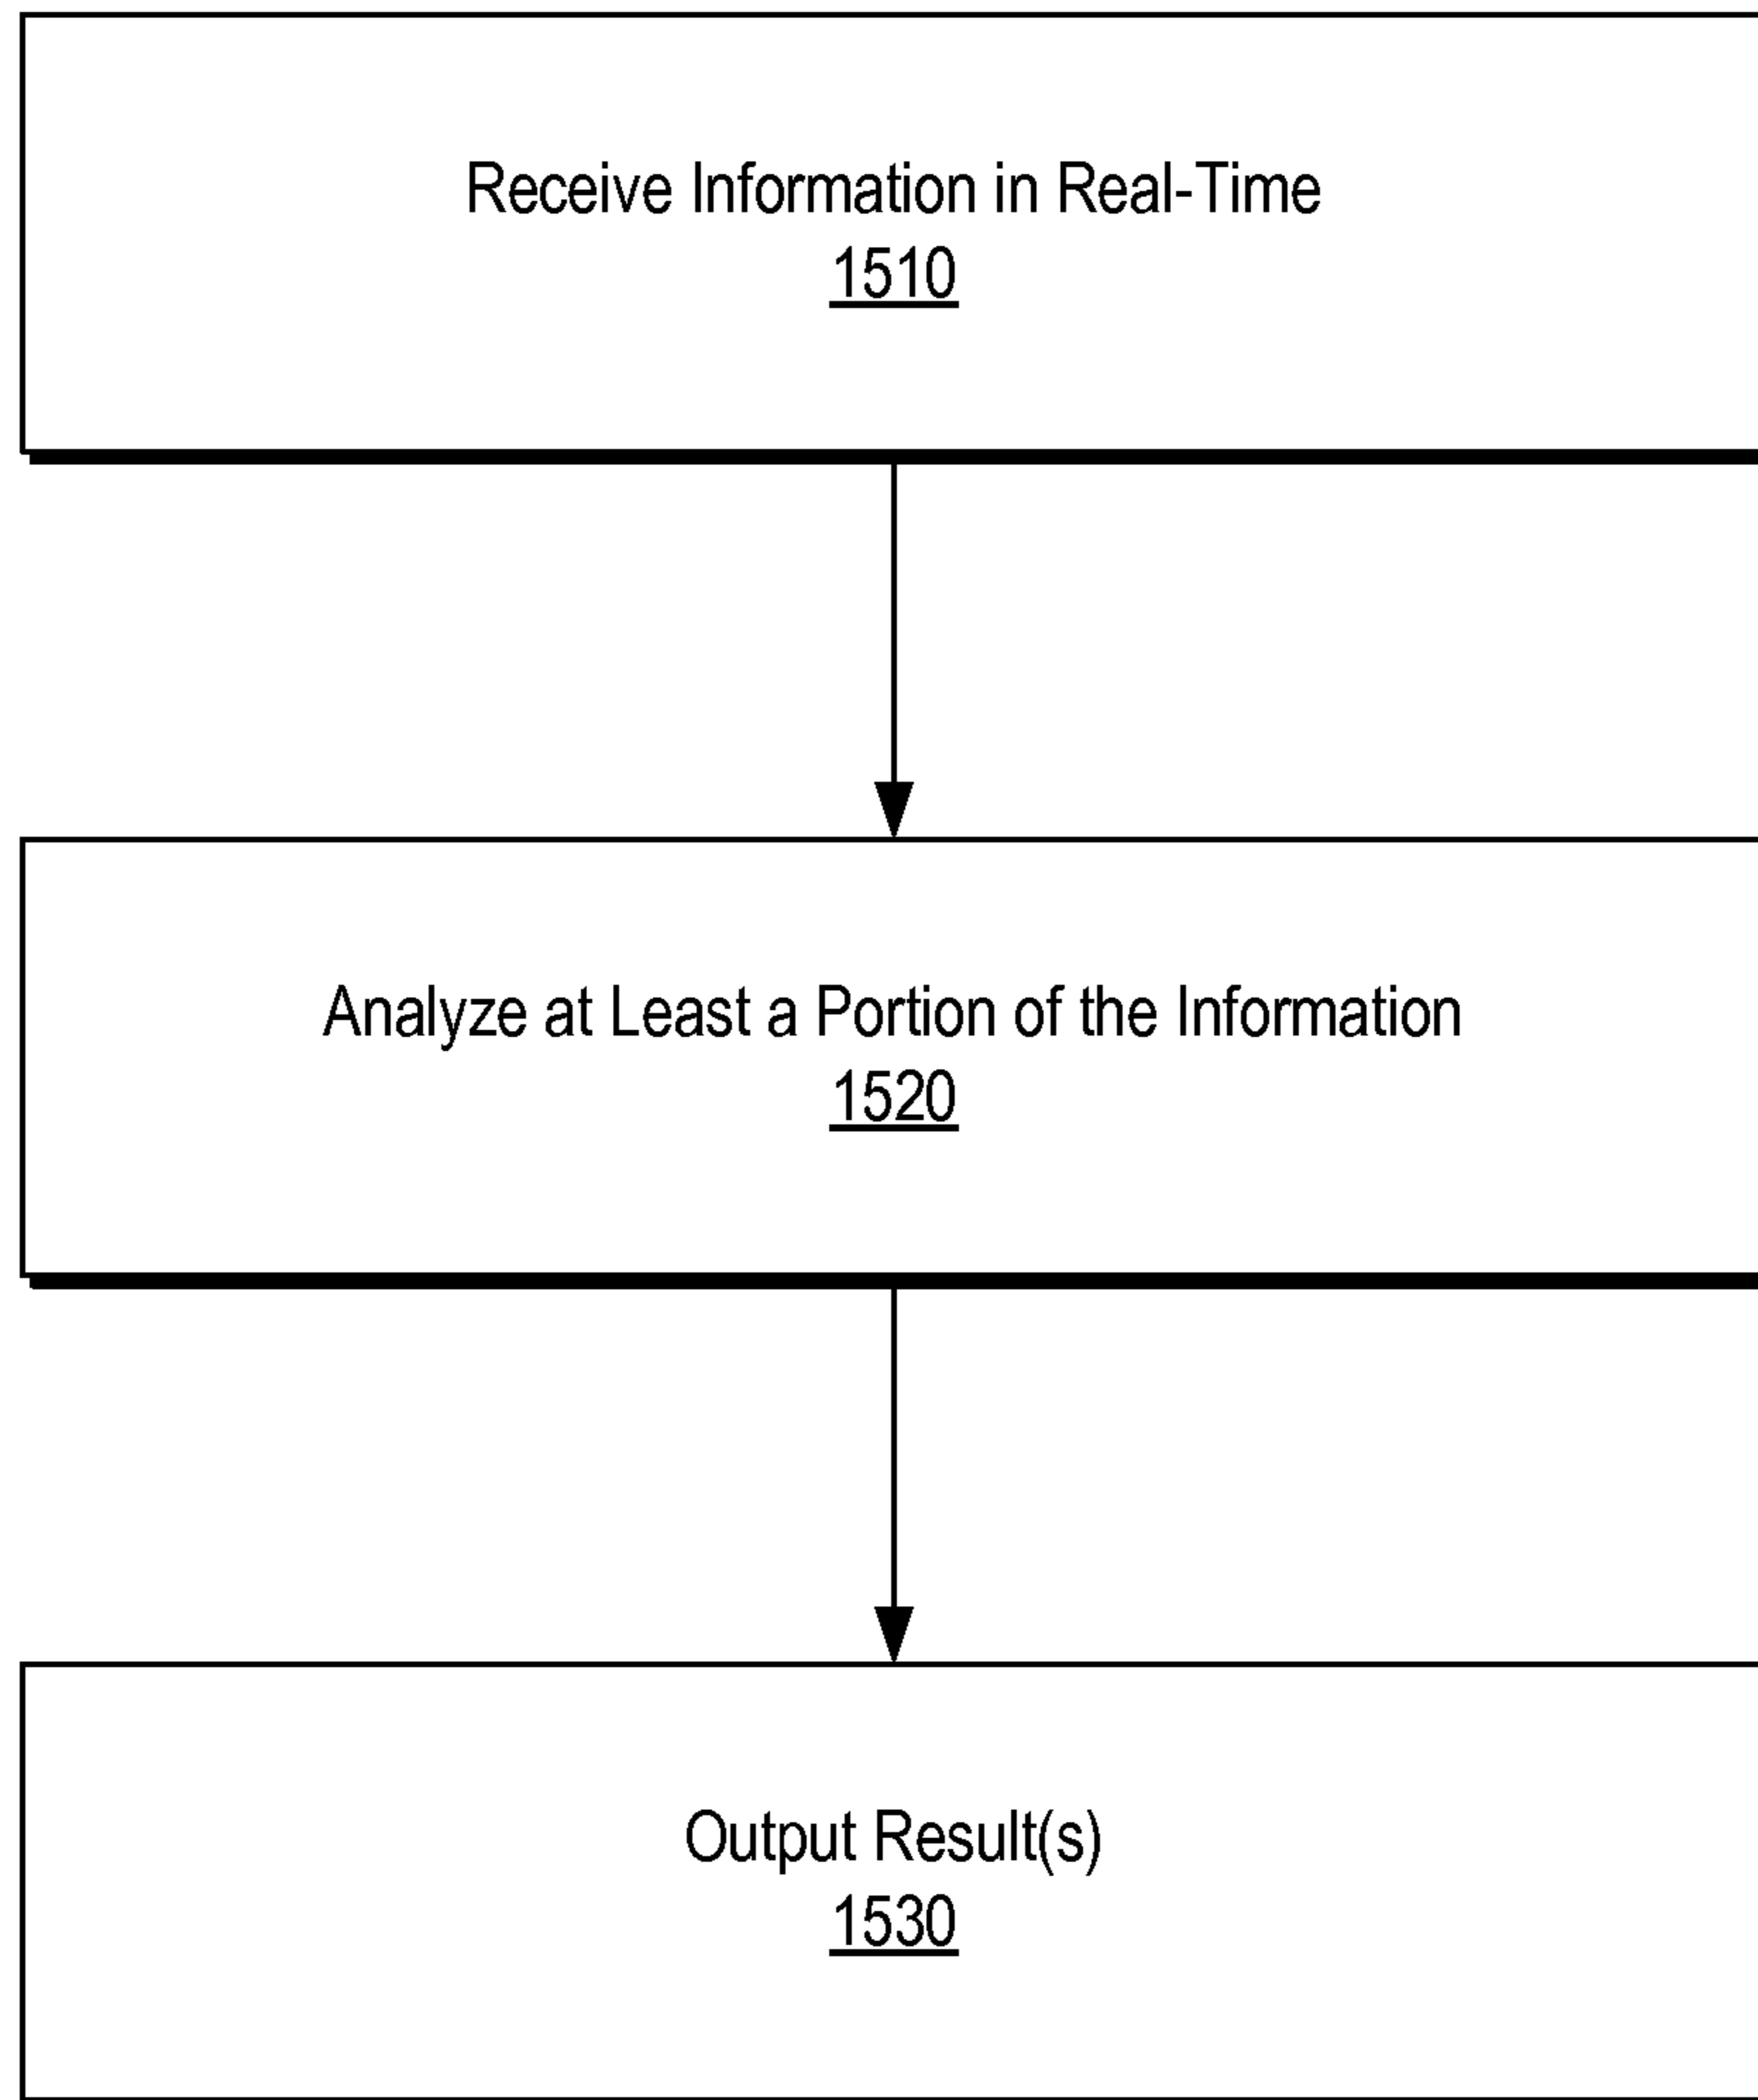 Receive Information in Real-Time
1510
Analyze at Least a Portion of the Information
1520
Output Result(s)
1530